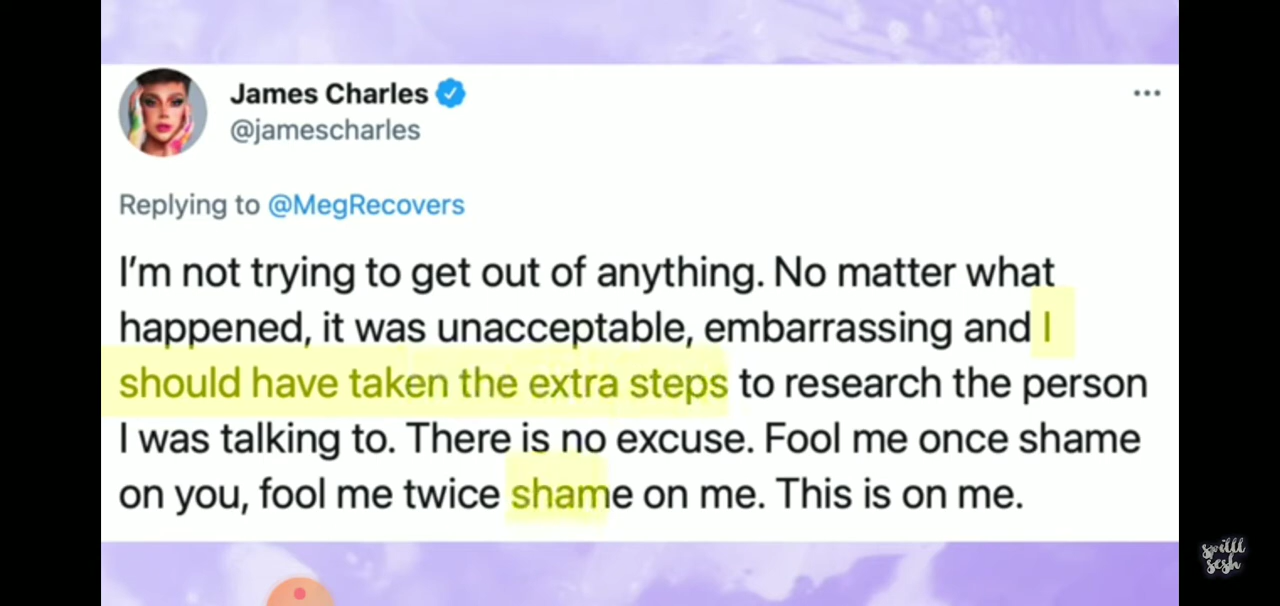 James Charles
@jamescharles
Replying to @MegRecovers
I'm not trying to get out of anything. No matter what
happened, it was unacceptable, embarrassing and I
should have taken the extra steps to research the person
I was talking to. There is no excuse. Fool me once shame
on you, fool me twice shame on me. This is on me.
spilll
sesh